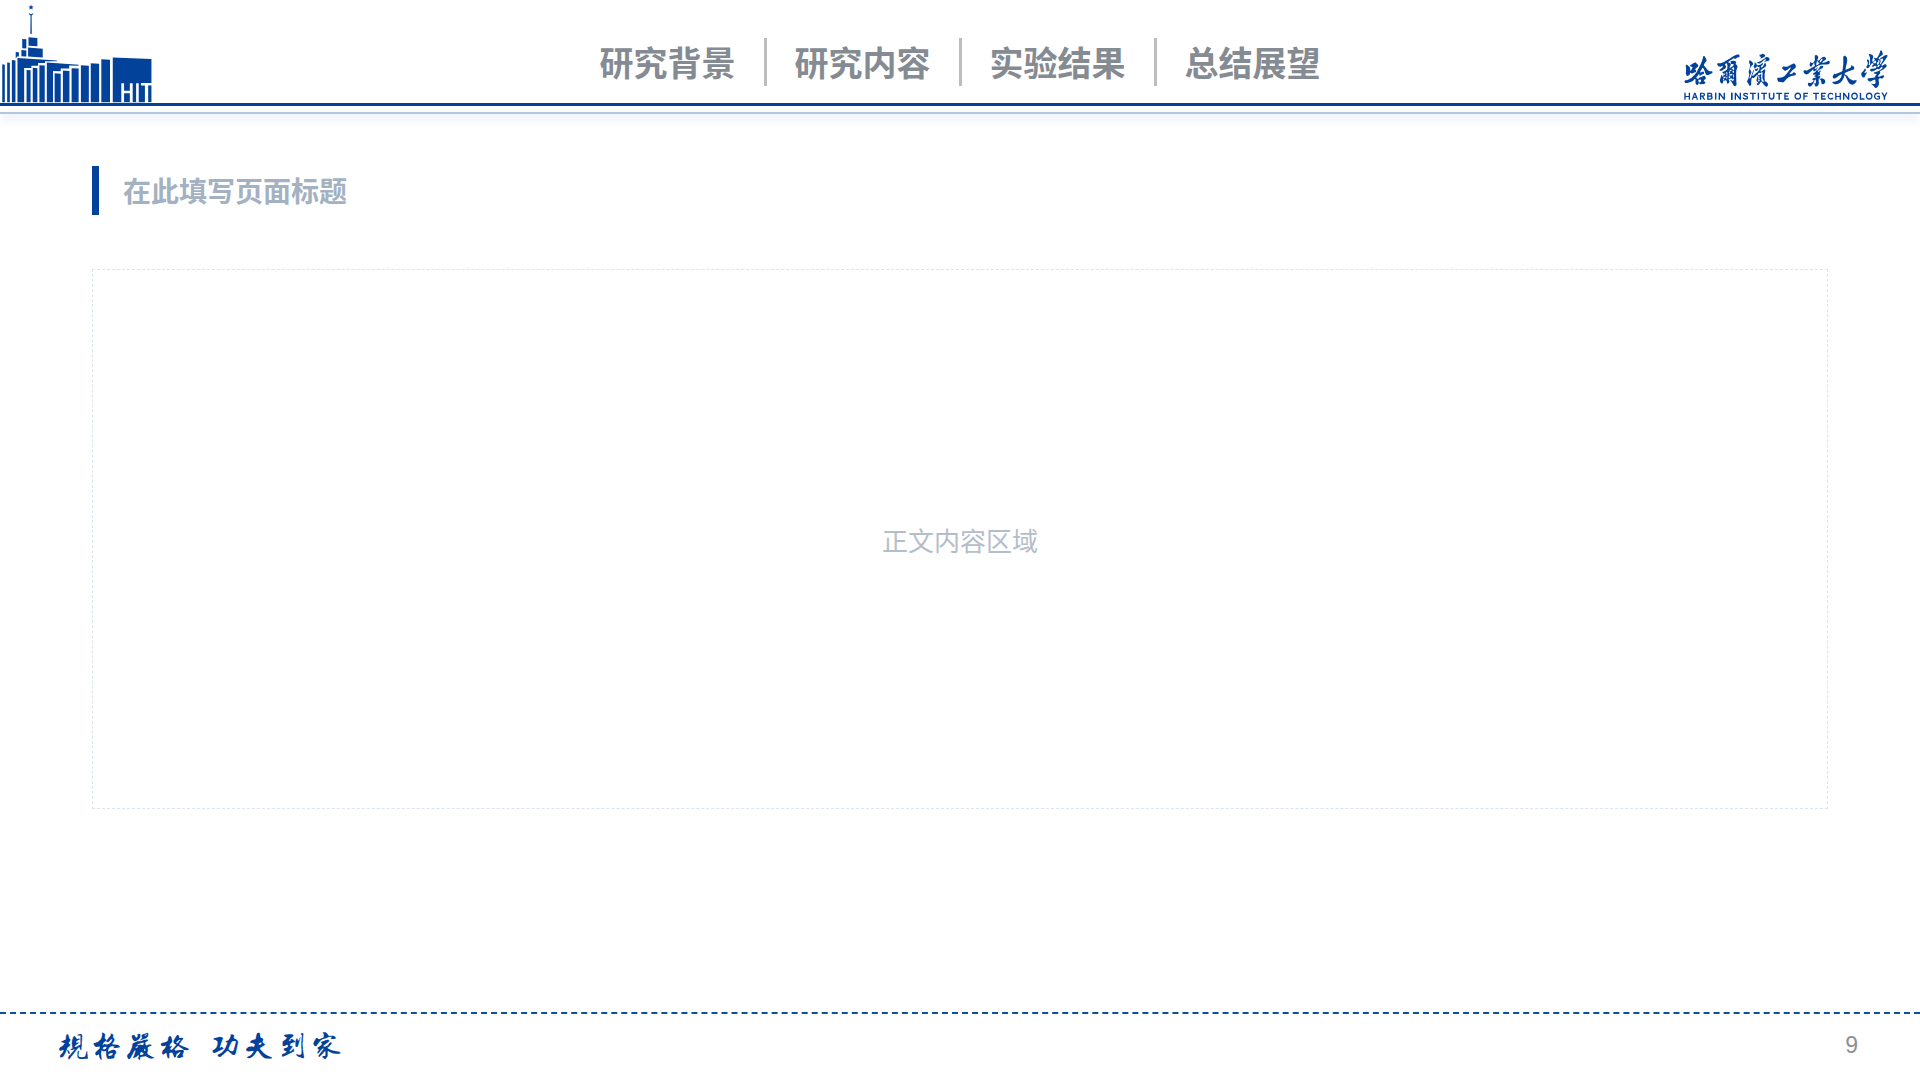 HIT
研究背景 研究内容 实验结果 总结展望
哈爾濱工業大學
HARBIN INSTITUTE OF TECHNOLOGY
在此填写页面标题
正文内容区域
規格嚴格 功夫到家
9